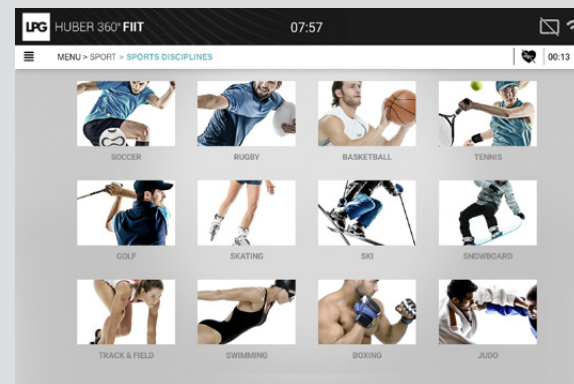 LPG HUBER 360° FIIT 07:57
MENU > SPORT > SPORTS DISCIPLINES 00:13
SOCCER RUGBY BASKETBALL TENNIS
GOLF SKATING SKI SNOWBOARD
TRACK & FIELD SWIMMING BOXING JUDO